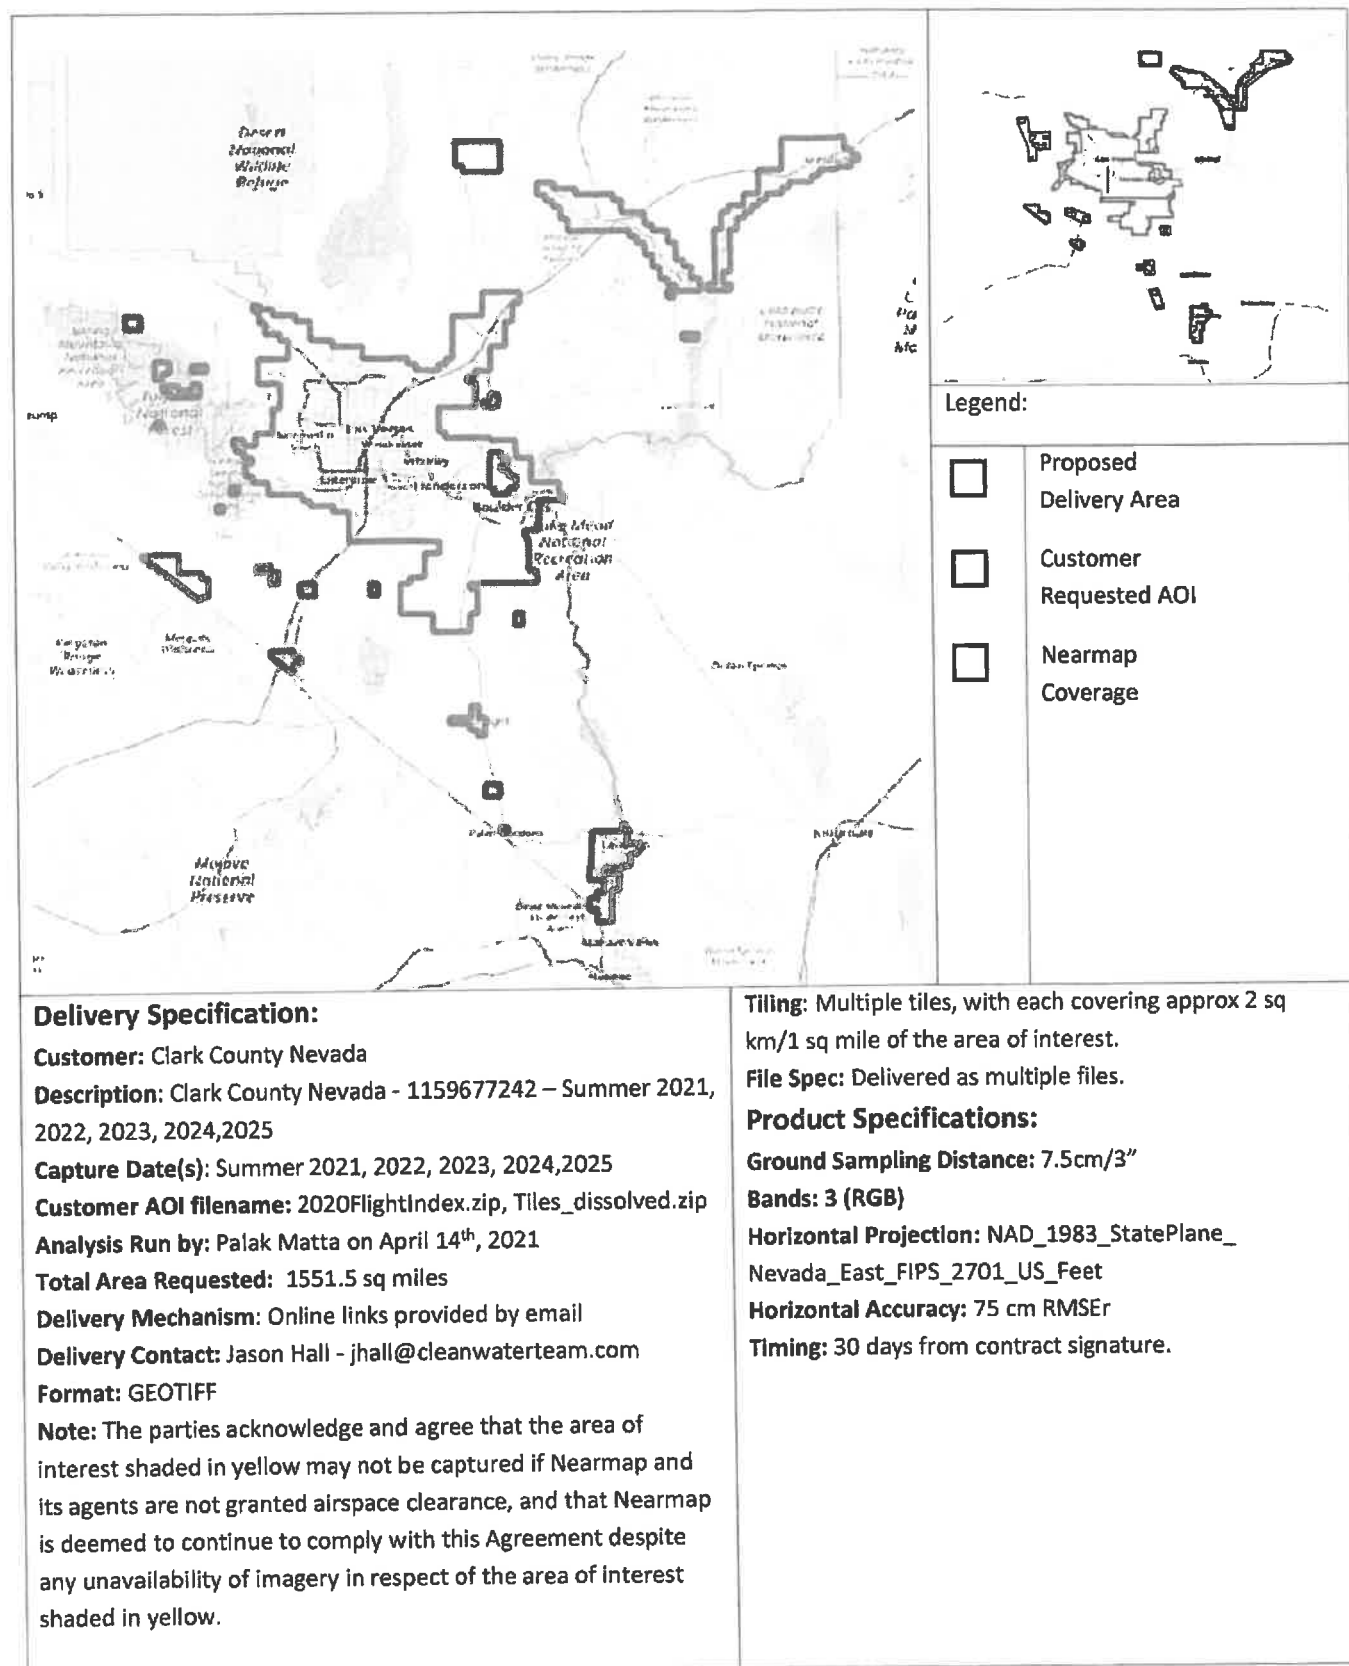 Desert
National
Wildlife
Refuge
Las Vegas
Enterprise
Henderson
Lake Mead
National
Recreation
Area
Mojave
National
Preserve
Legend:
Proposed
Delivery Area
Customer
Requested AOI
Nearmap
Coverage
Delivery Specification:
Customer: Clark County Nevada
Description: Clark County Nevada - 1159677242 – Summer 2021,
2022, 2023, 2024,2025
Capture Date(s): Summer 2021, 2022, 2023, 2024,2025
Customer AOI filename: 2020FlightIndex.zip, Tiles_dissolved.zip
Analysis Run by: Palak Matta on April 14th, 2021
Total Area Requested: 1551.5 sq miles
Delivery Mechanism: Online links provided by email
Delivery Contact: Jason Hall - jhall@cleanwaterteam.com
Format: GEOTIFF
Note: The parties acknowledge and agree that the area of
interest shaded in yellow may not be captured if Nearmap and
its agents are not granted airspace clearance, and that Nearmap
is deemed to continue to comply with this Agreement despite
any unavailability of imagery in respect of the area of interest
shaded in yellow.
Tiling: Multiple tiles, with each covering approx 2 sq
km/1 sq mile of the area of interest.
File Spec: Delivered as multiple files.
Product Specifications:
Ground Sampling Distance: 7.5cm/3”
Bands: 3 (RGB)
Horizontal Projection: NAD_1983_StatePlane_
Nevada_East_FIPS_2701_US_Feet
Horizontal Accuracy: 75 cm RMSEr
Timing: 30 days from contract signature.